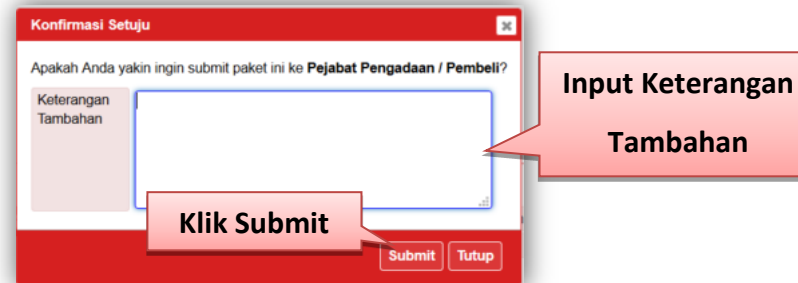 Konfirmasi Setuju
Apakah Anda yakin ingin submit paket ini ke Pejabat Pengadaan / Pembeli?
Keterangan
Tambahan
Input Keterangan
Tambahan
Klik Submit
Submit Tutup